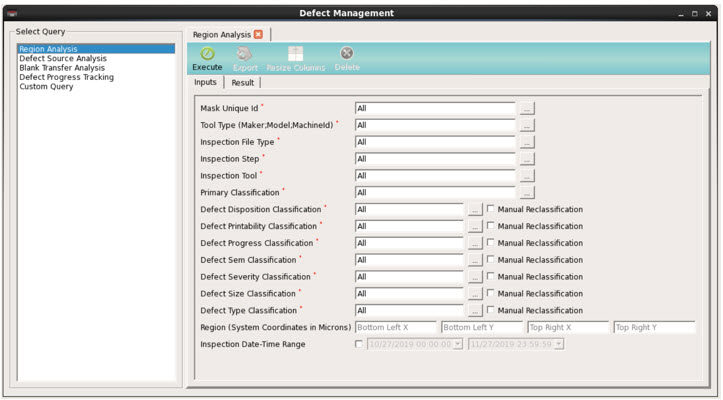 Defect Management
Select Query
Region Analysis
Defect Source Analysis
Blank Transfer Analysis
Defect Progress Tracking
Custom Query
Region Analysis
Execute Export Resize Columns Delete
Inputs Result
Mask Unique Id * All ...
Tool Type (Maker;Model;MachineId) * All ...
Inspection File Type * All ...
Inspection Step * All ...
Inspection Tool * All ...
Primary Classification * All ...
Defect Disposition Classification * All ... Manual Reclassification
Defect Printability Classification * All ... Manual Reclassification
Defect Progress Classification * All ... Manual Reclassification
Defect Sem Classification * All ... Manual Reclassification
Defect Severity Classification * All ... Manual Reclassification
Defect Size Classification * All ... Manual Reclassification
Defect Type Classification * All ... Manual Reclassification
Region (System Coordinates in Microns) Bottom Left X Bottom Left Y Top Right X Top Right Y
Inspection Date-Time Range 10/27/2019 00:00:00 11/27/2019 23:59:59